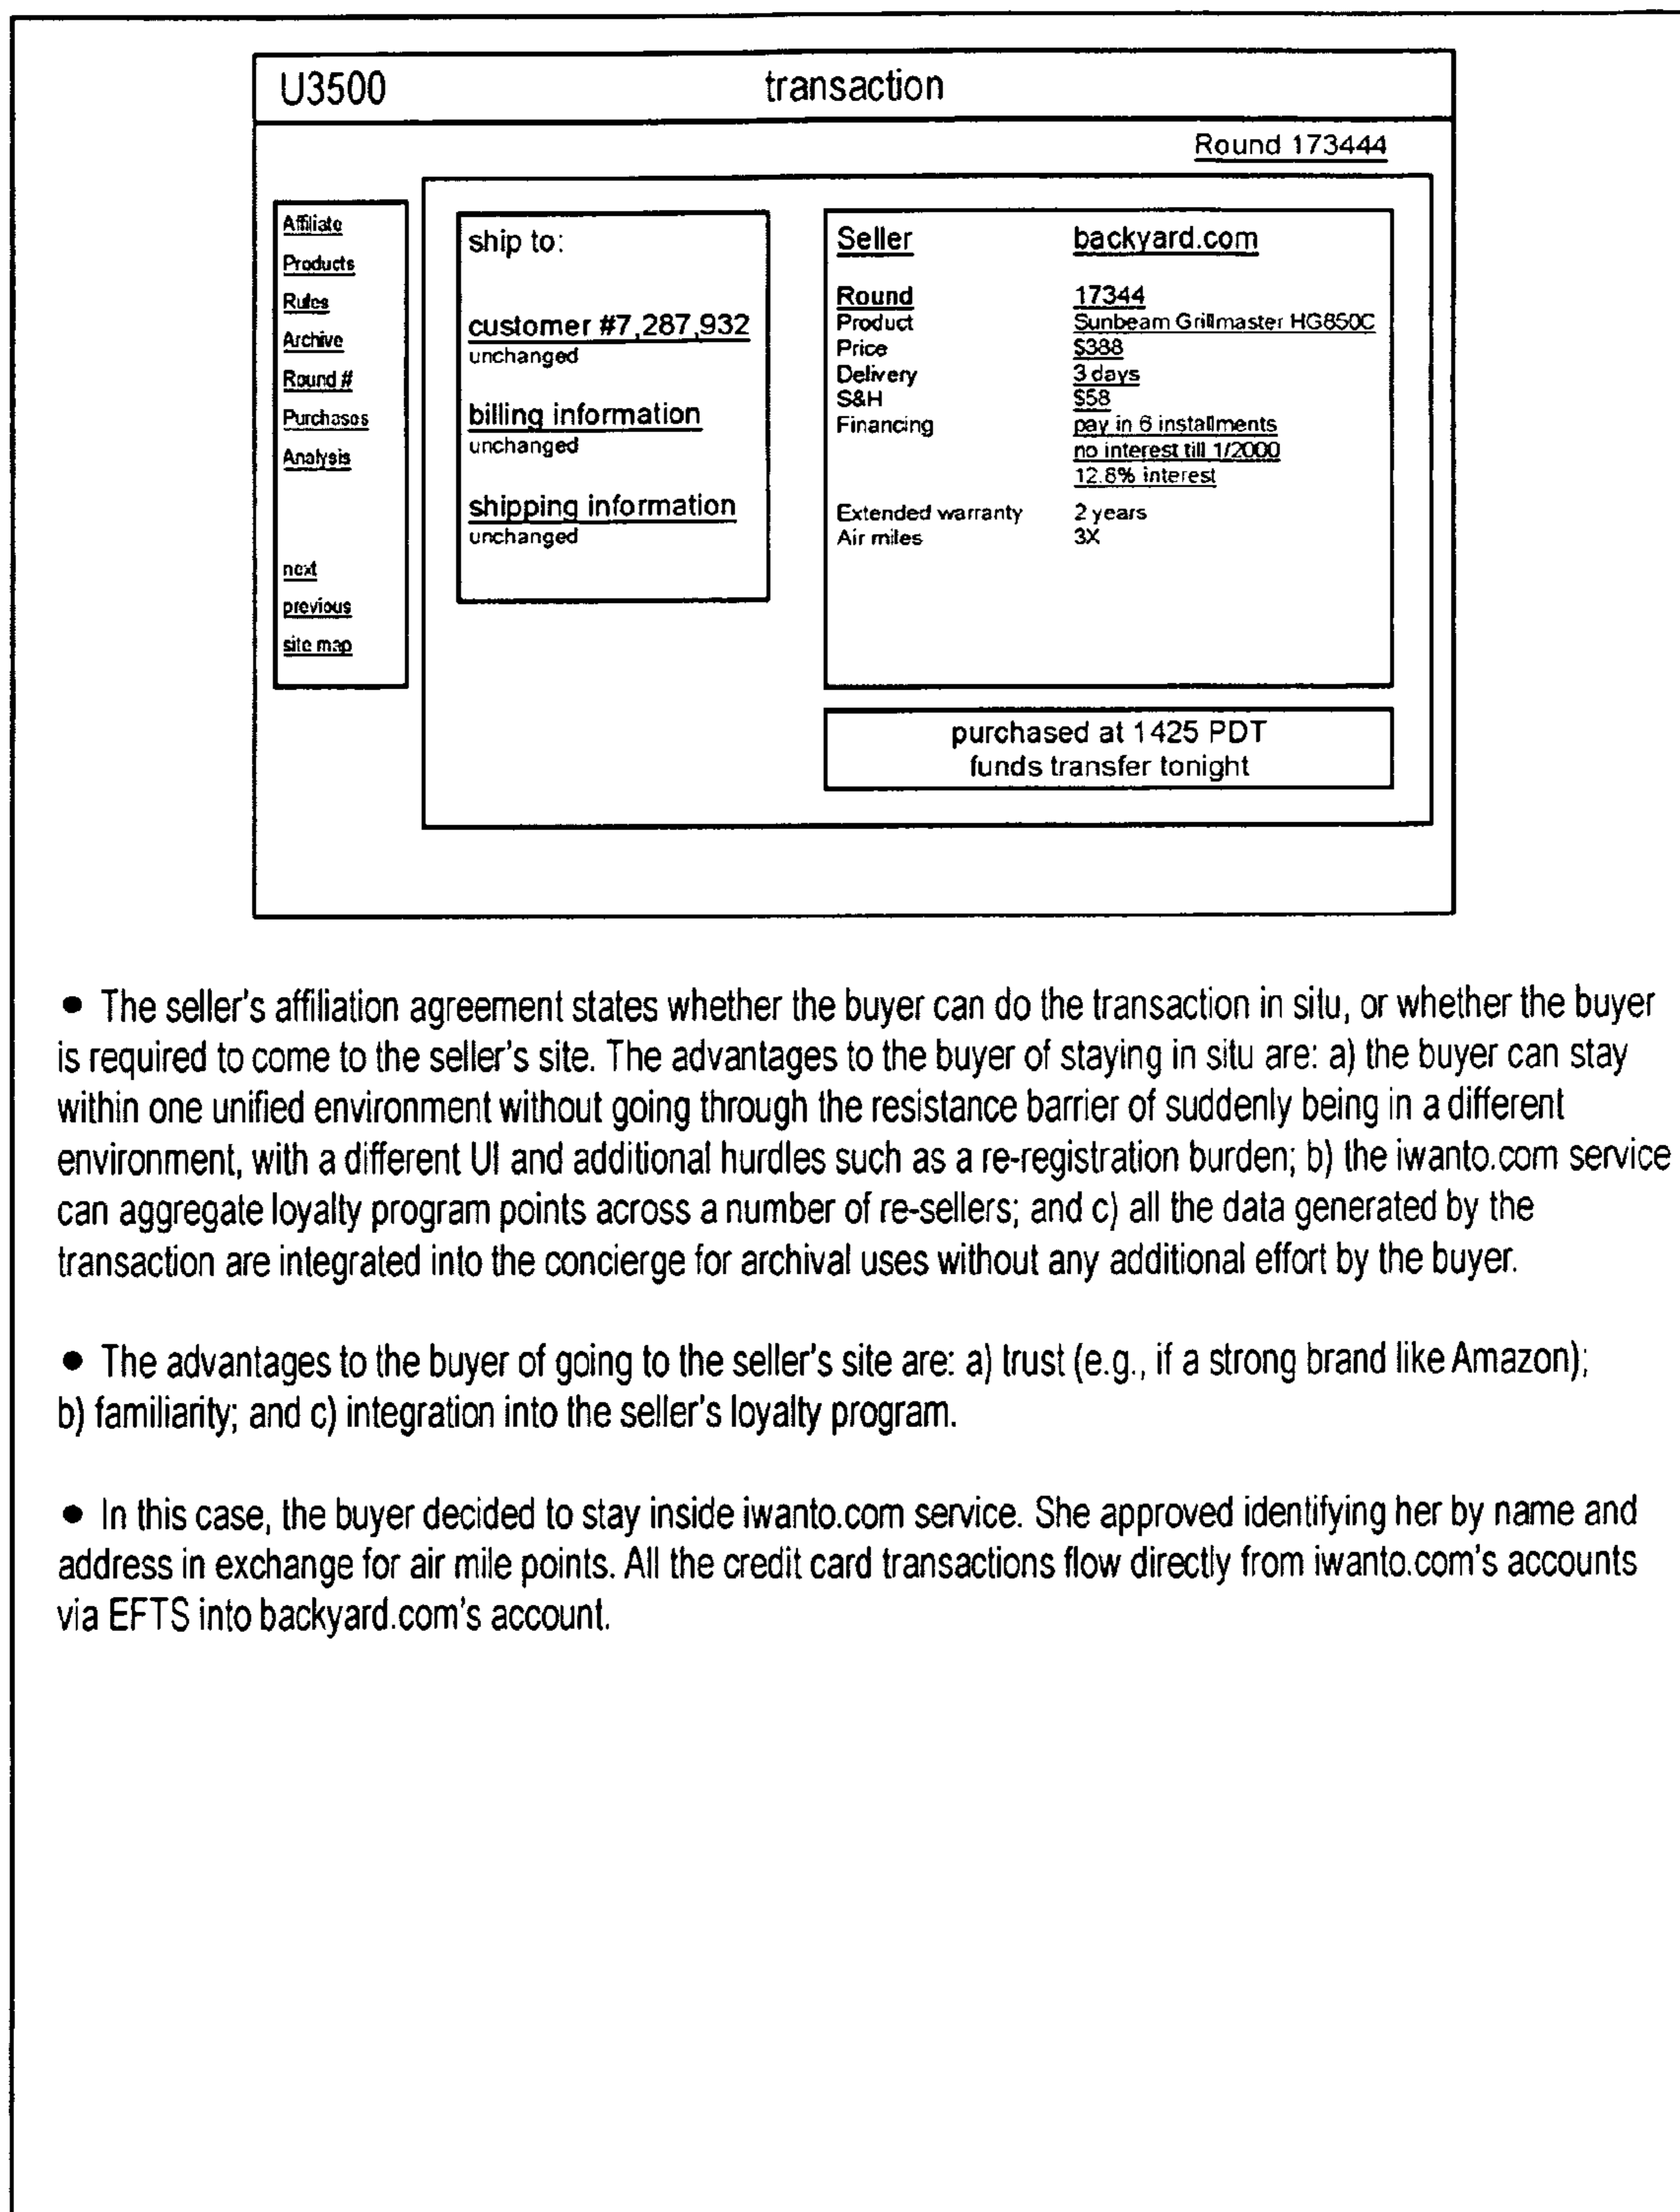 U3500 transaction
Round 173444
Affiliate
Products
Rules
Archive
Round #
Purchases
Analysis
next
previous
site map
ship to:
customer #7,287,932
unchanged
billing information
unchanged
shipping information
unchanged
Seller backyard.com
Round 17344
Product Sunbeam Grillmaster HG850C
Price $388
Delivery 3 days
S&H $58
Financing pay in 6 installments
no interest till 1/2000
12.8% interest
Extended warranty 2 years
Air miles 3X
purchased at 1425 PDT
funds transfer tonight
• The seller's affiliation agreement states whether the buyer can do the transaction in situ, or whether the buyer
is required to come to the seller's site. The advantages to the buyer of staying in situ are: a) the buyer can stay
within one unified environment without going through the resistance barrier of suddenly being in a different
environment, with a different UI and additional hurdles such as a re-registration burden; b) the iwanto.com service
can aggregate loyalty program points across a number of re-sellers; and c) all the data generated by the
transaction are integrated into the concierge for archival uses without any additional effort by the buyer.
• The advantages to the buyer of going to the seller's site are: a) trust (e.g., if a strong brand like Amazon);
b) familiarity; and c) integration into the seller's loyalty program.
• In this case, the buyer decided to stay inside iwanto.com service. She approved identifying her by name and
address in exchange for air mile points. All the credit card transactions flow directly from iwanto.com's accounts
via EFTS into backyard.com's account.